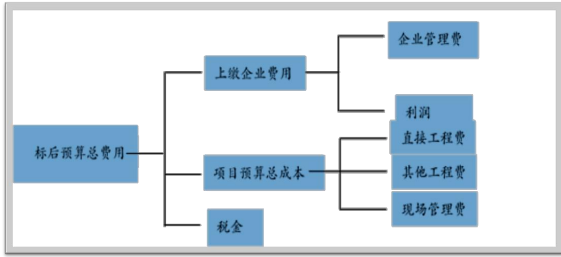 企业管理费
上缴企业费用
利润
标后预算总费用
直接工程费
项目预算总成本
其他工程费
现场管理费
税金